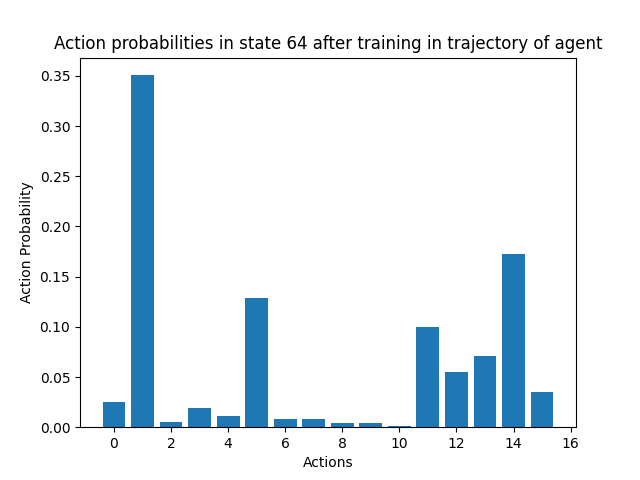 Action probabilities in state 64 after training in trajectory of agent
0.35
0.30
0.25
0.20
0.15
0.10
0.05
0.00
Action Probability
0 2 4 6 8 10 12 14 16
Actions